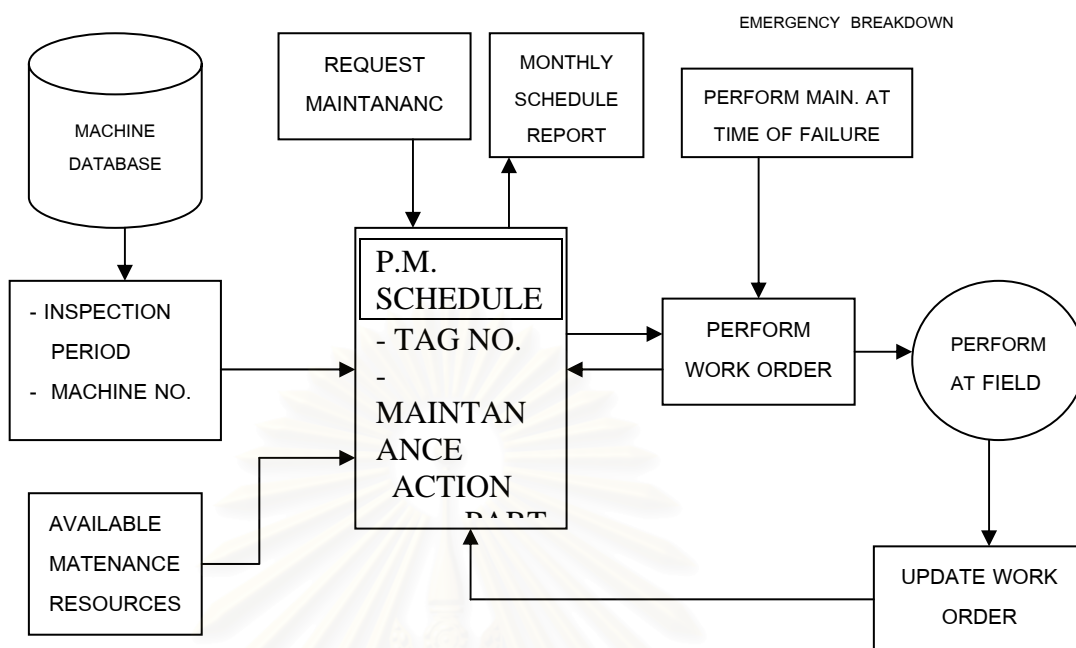 EMERGENCY BREAKDOWN
MACHINE
DATABASE
REQUEST
MAINTANANC
MONTHLY
SCHEDULE
REPORT
PERFORM MAIN. AT
TIME OF FAILURE
- INSPECTION
PERIOD
- MACHINE NO.
P.M.
SCHEDULE
- TAG NO.
-
MAINTAN
ANCE
ACTION
PART
PERFORM
WORK ORDER
PERFORM
AT FIELD
AVAILABLE
MATENANCE
RESOURCES
UPDATE WORK
ORDER